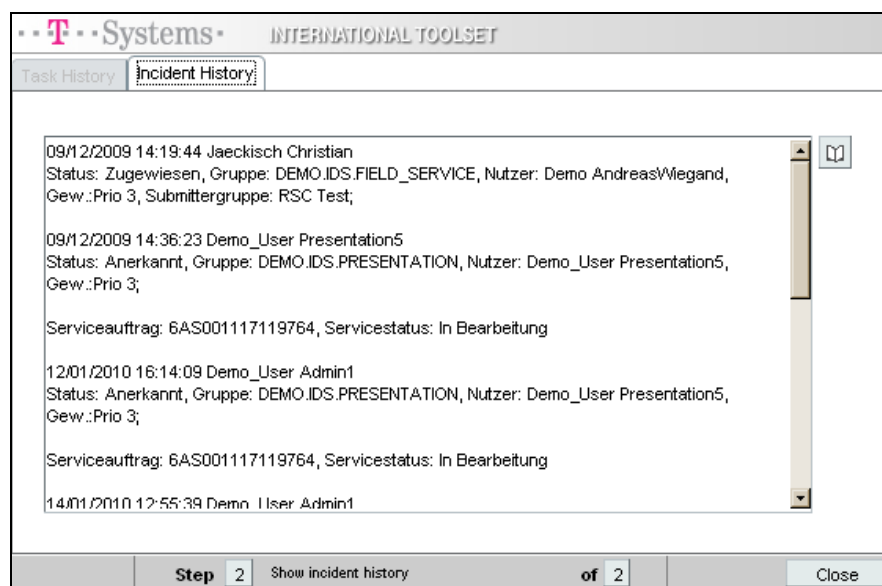 ··T··Systems· INTERNATIONAL TOOLSET
Task History Incident History
09/12/2009 14:19:44 Jaeckisch Christian
Status: Zugewiesen, Gruppe: DEMO.IDS.FIELD_SERVICE, Nutzer: Demo AndreasWiegand,
Gew.:Prio 3, Submittergruppe: RSC Test;
09/12/2009 14:36:23 Demo_User Presentation5
Status: Anerkannt, Gruppe: DEMO.IDS.PRESENTATION, Nutzer: Demo_User Presentation5,
Gew.:Prio 3;
Serviceauftrag: 6AS001117119764, Servicestatus: In Bearbeitung
12/01/2010 16:14:09 Demo_User Admin1
Status: Anerkannt, Gruppe: DEMO.IDS.PRESENTATION, Nutzer: Demo_User Presentation5,
Gew.:Prio 3;
Serviceauftrag: 6AS001117119764, Servicestatus: In Bearbeitung
14/01/2010 12:55:39 Demo_User Admin1
Step 2 Show incident history of 2 Close